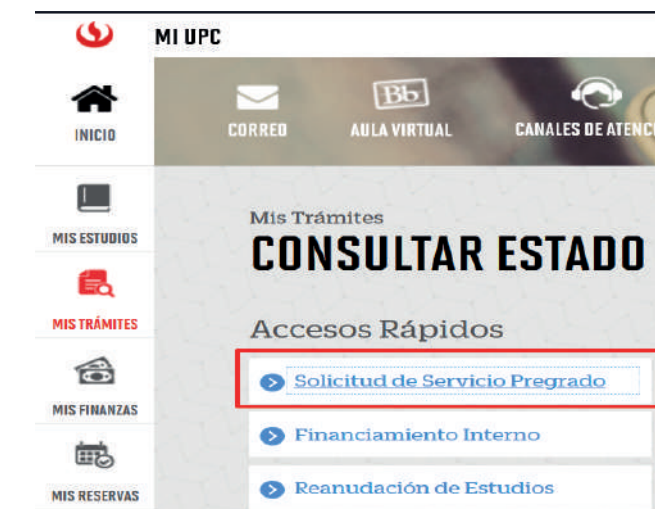 MI UPC
INICIO
CORREO
Bb
AULA VIRTUAL
CANALES DE ATENC
MIS ESTUDIOS
MIS TRÁMITES
MIS FINANZAS
MIS RESERVAS
Mis Trámites
CONSULTAR ESTADO
Accesos Rápidos
Solicitud de Servicio Pregrado
Financiamiento Interno
Reanudación de Estudios